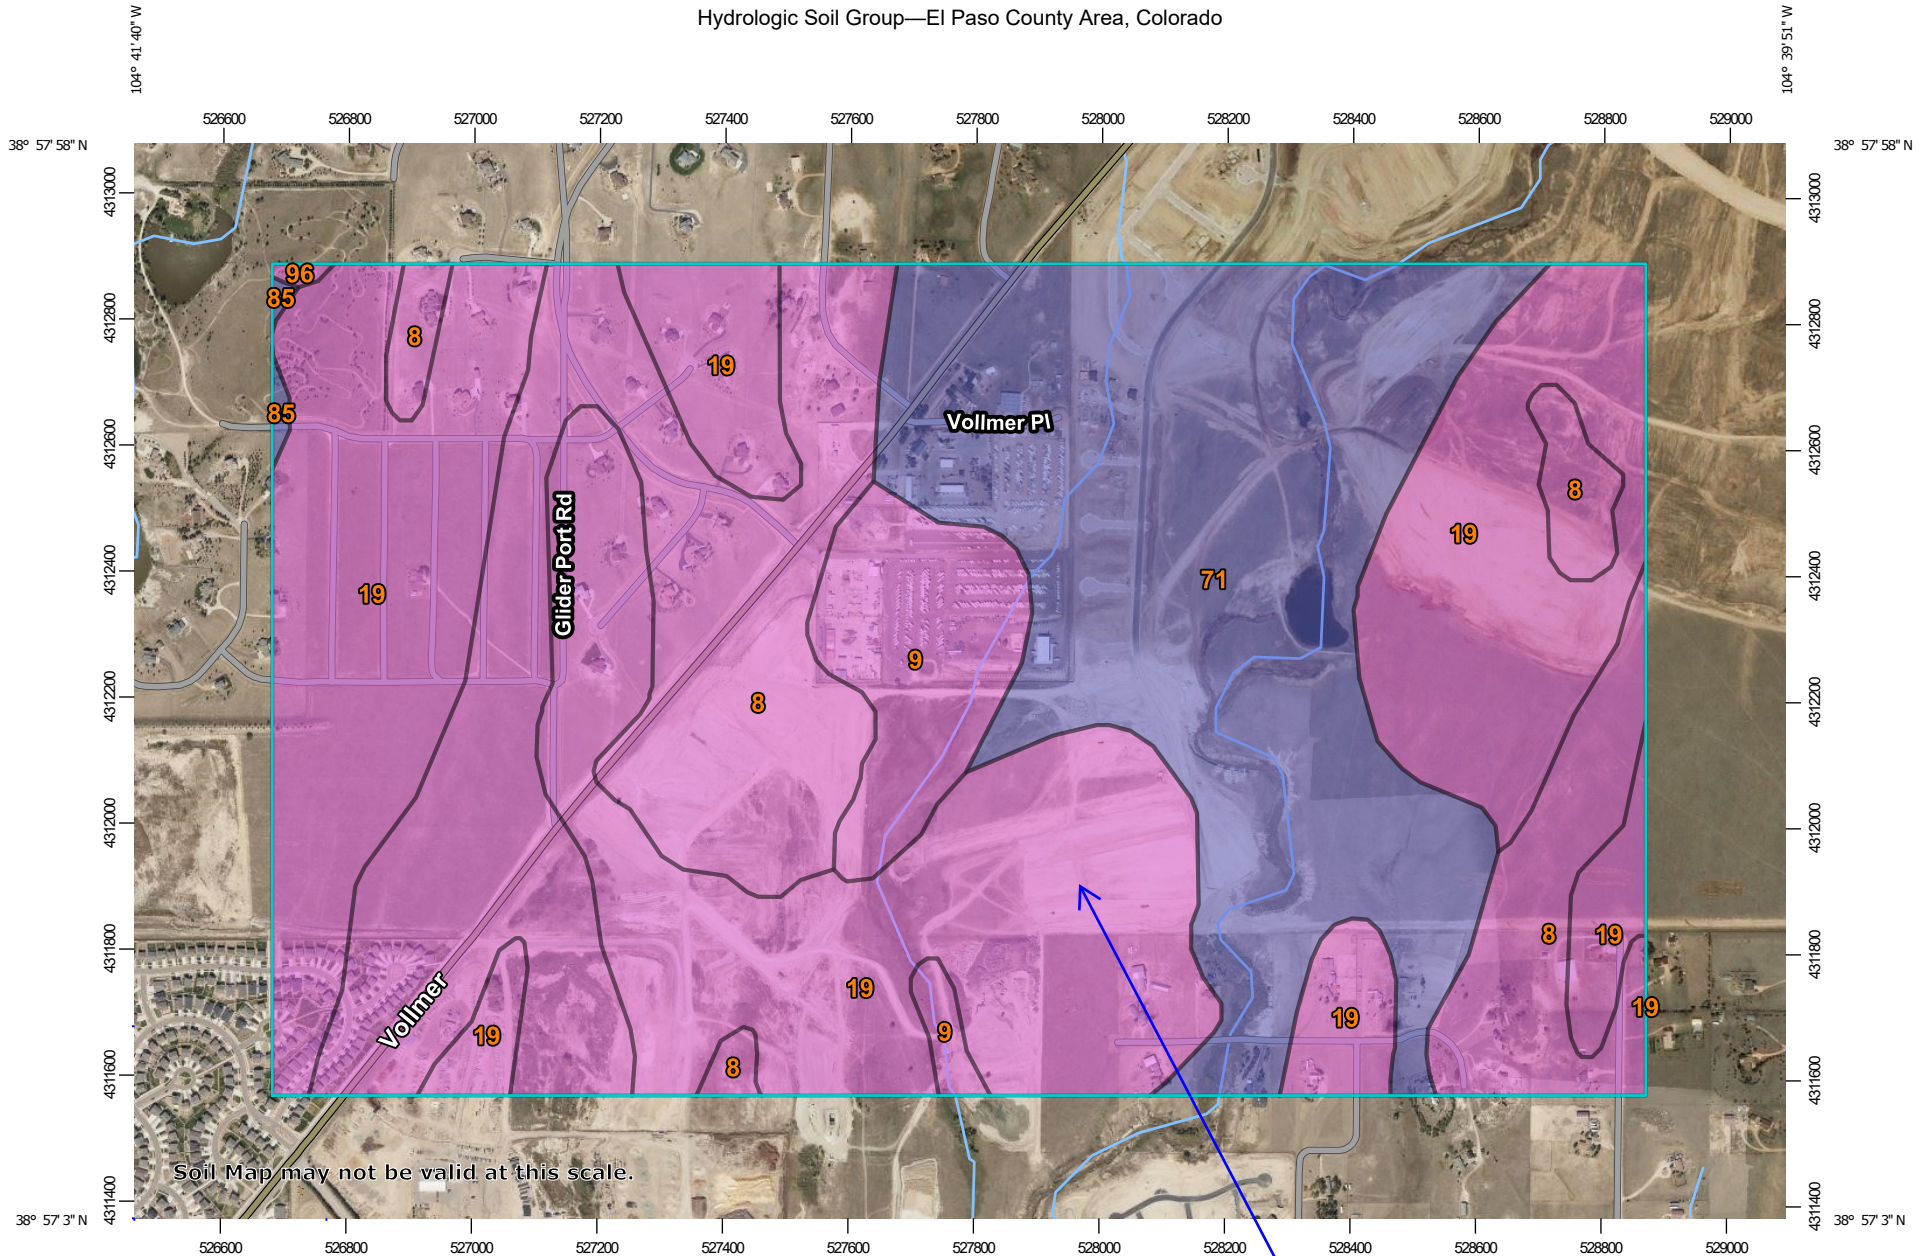 Hydrologic Soil Group—El Paso County Area, Colorado
104° 41' 40" W
104° 39' 51" W
526600 526800 527000 527200 527400 527600 527800 528000 528200 528400 528600 528800 529000
38° 57' 58" N
38° 57' 58" N
4313000
4313000
96
85
4312800
4312800
8
19
85
Vollmer Pl
4312600
4312600
8
19
Glider Port Rd
4312400
4312400
71
19
9
8
4312200
4312200
4312000
4312000
8
19
4311800
4311800
19
Vollmer
19
19
9
19
8
4311600
4311600
Soil Map may not be valid at this scale.
4311400
4311400
38° 57' 3" N
38° 57' 3" N
526600 526800 527000 527200 527400 527600 527800 528000 528200 528400 528600 528800 529000